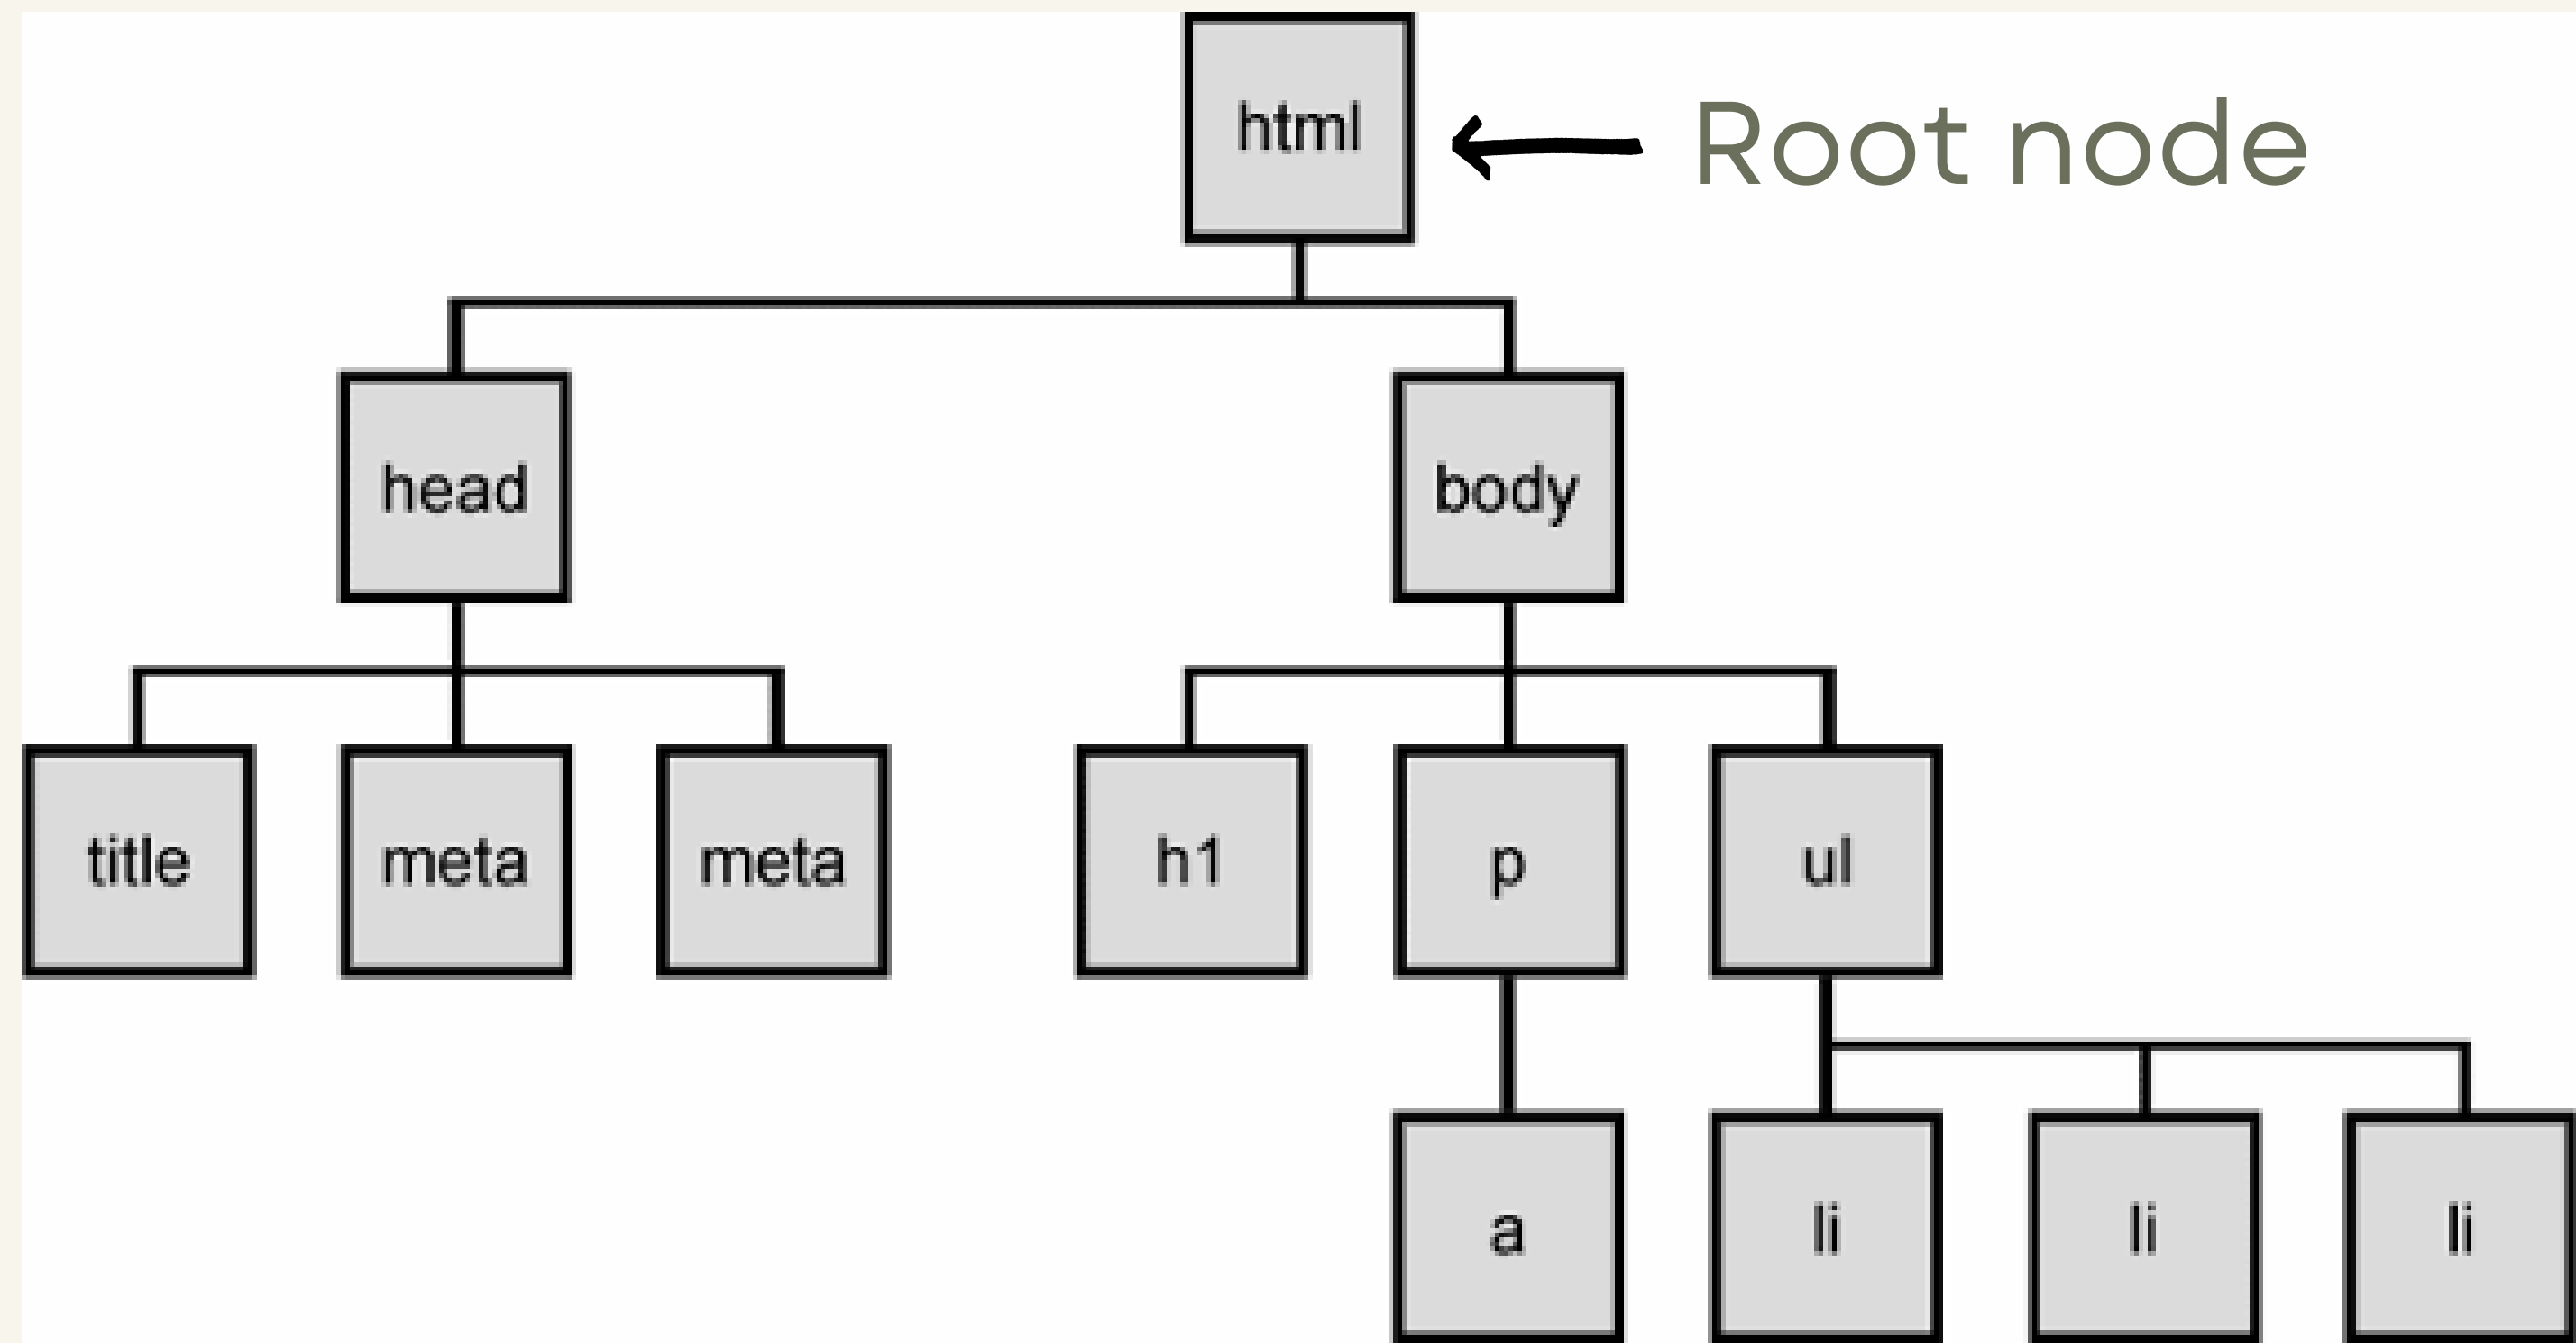 html
Root node
head
body
title
meta
meta
h1
p
ul
a
li
li
li